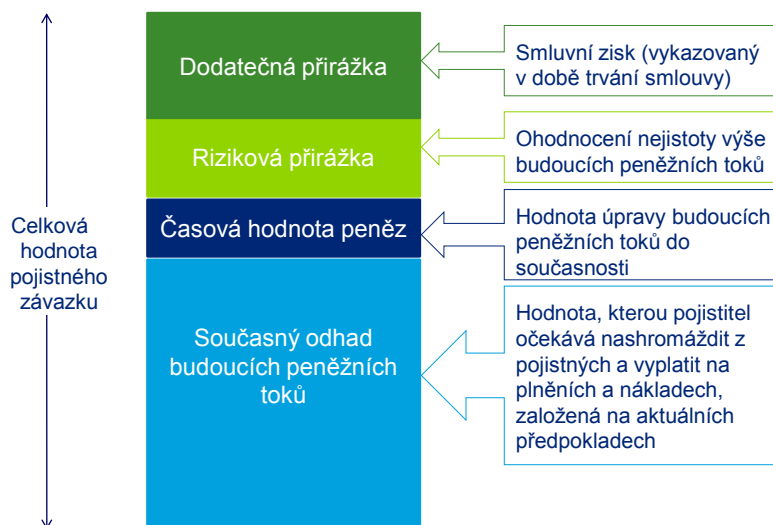 Celková
hodnota
pojistného
závazku
Dodatečná přirážka
Smluvní zisk (vykazovaný
v době trvání smlouvy)
Riziková přirážka
Ohodnocení nejistoty výše
budoucích peněžních toků
Časová hodnota peněz
Hodnota úpravy budoucích
peněžních toků do
současnosti
Současný odhad
budoucích peněžních
toků
Hodnota, kterou pojistitel
očekává nashromáždit z
pojistných a vyplatit na
plněních a nákladech,
založená na aktuálních
předpokladech